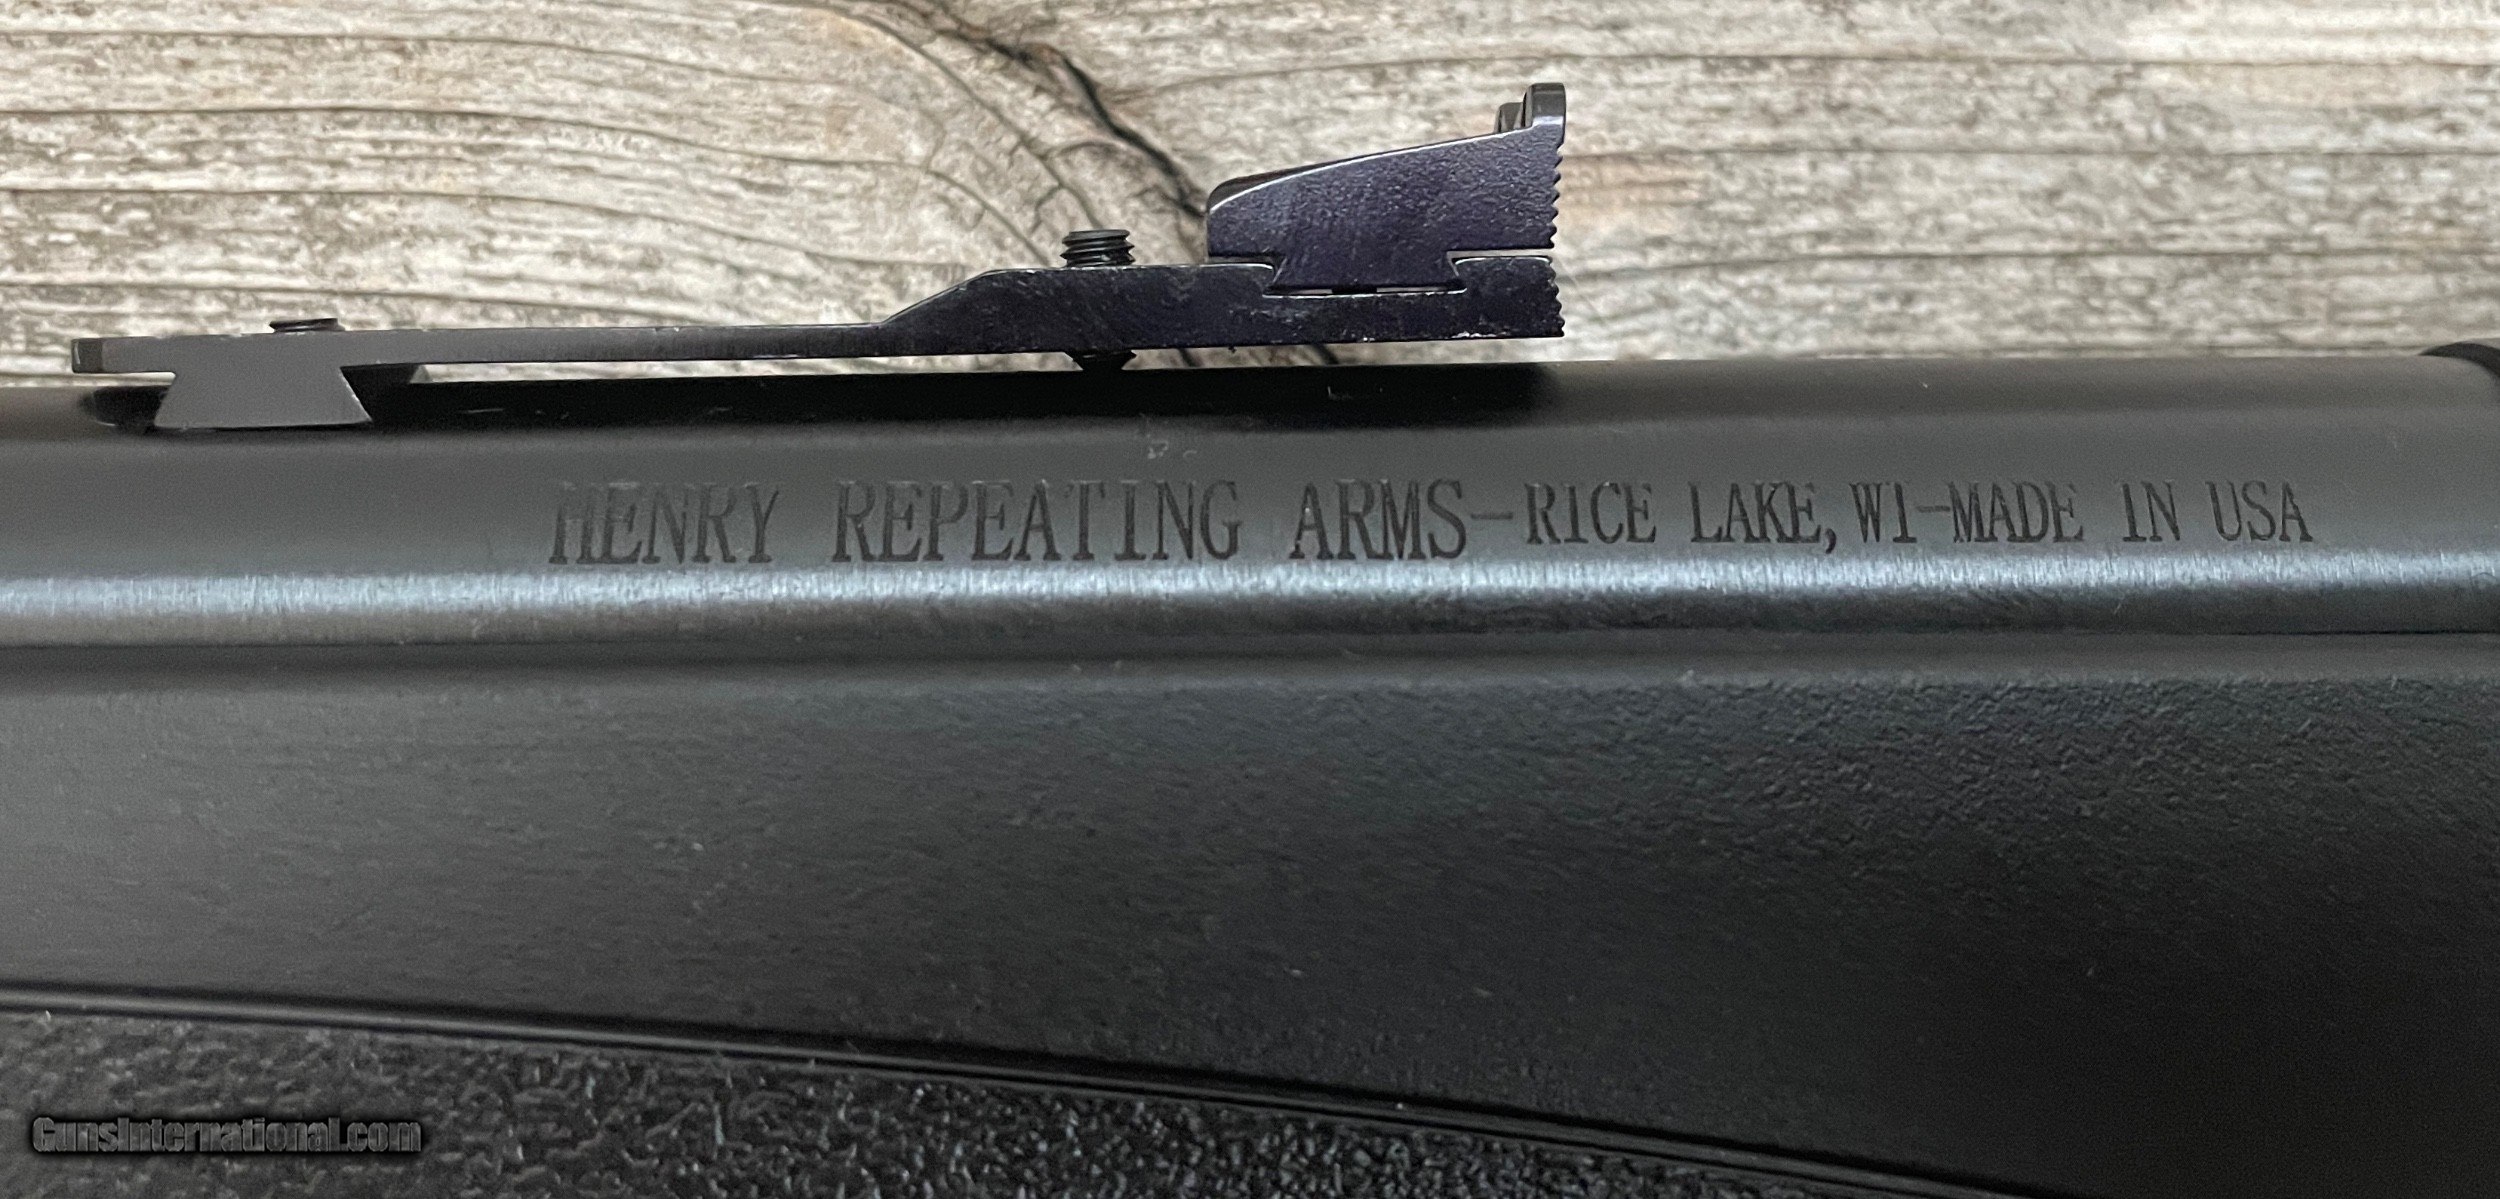 HENRY REPEATING ARMS-RICE LAKE, WI-MADE IN USA
GunsInternational.com